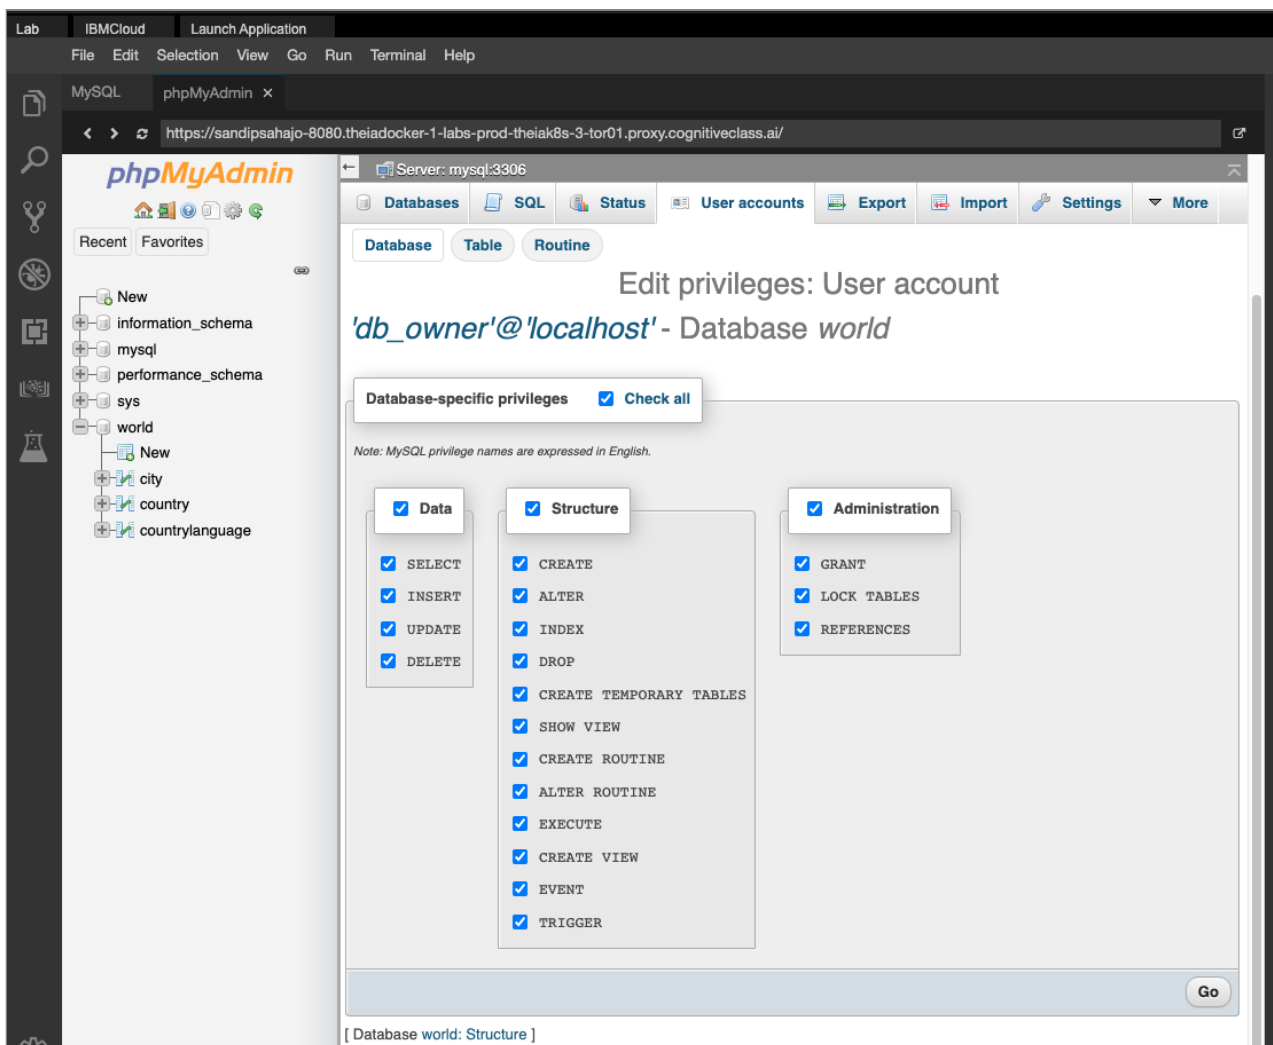 Lab IBMCloud Launch Application
File Edit Selection View Go Run Terminal Help
MySQL phpMyAdmin ×
https://sandipsahajo-8080.theiadocker-1-labs-prod-theiak8s-3-tor01.proxy.cognitiveclass.ai/
phpMyAdmin
Recent Favorites
New
information_schema
mysql
performance_schema
sys
world
New
city
country
countrylanguage
Server: mysql:3306
Databases SQL Status User accounts Export Import Settings More
Database Table Routine
Edit privileges: User account
'db_owner'@'localhost' - Database world
Database-specific privileges Check all
Note: MySQL privilege names are expressed in English.
Data
SELECT
INSERT
UPDATE
DELETE
Structure
CREATE
ALTER
INDEX
DROP
CREATE TEMPORARY TABLES
SHOW VIEW
CREATE ROUTINE
ALTER ROUTINE
EXECUTE
CREATE VIEW
EVENT
TRIGGER
Administration
GRANT
LOCK TABLES
REFERENCES
Go
[ Database world: Structure ]